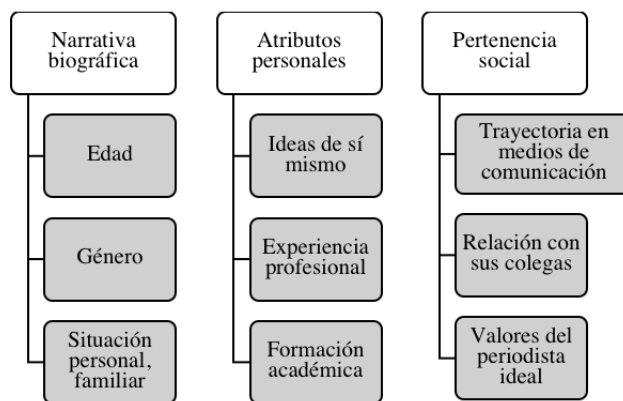 Narrativa
biográfica
Edad
Género
Situación
personal,
familiar
Atributos
personales
Ideas de sí
mismo
Experiencia
profesional
Formación
académica
Pertenencia
social
Trayectoria en
medios de
comunicación
Relación con
sus colegas
Valores del
periodista
ideal